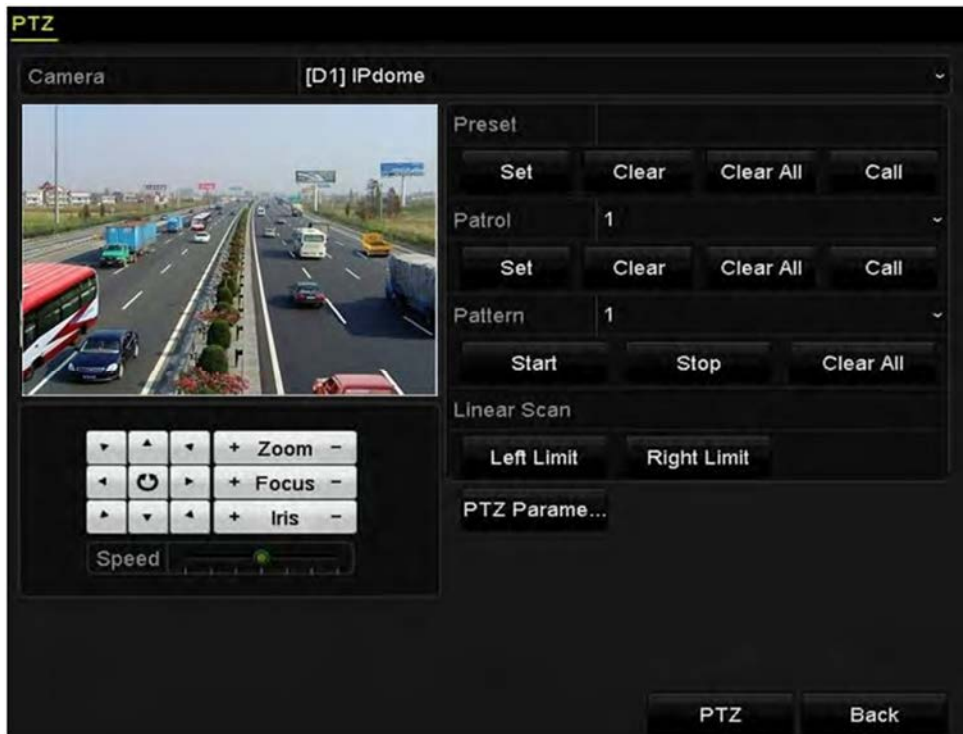 PTZ
Camera [D1] IPdome
Preset
Set Clear Clear All Call
Patrol 1
Set Clear Clear All Call
Pattern 1
Start Stop Clear All
Linear Scan
Left Limit Right Limit
PTZ Parame...
+ Zoom -
+ Focus -
+ Iris -
Speed
PTZ Back